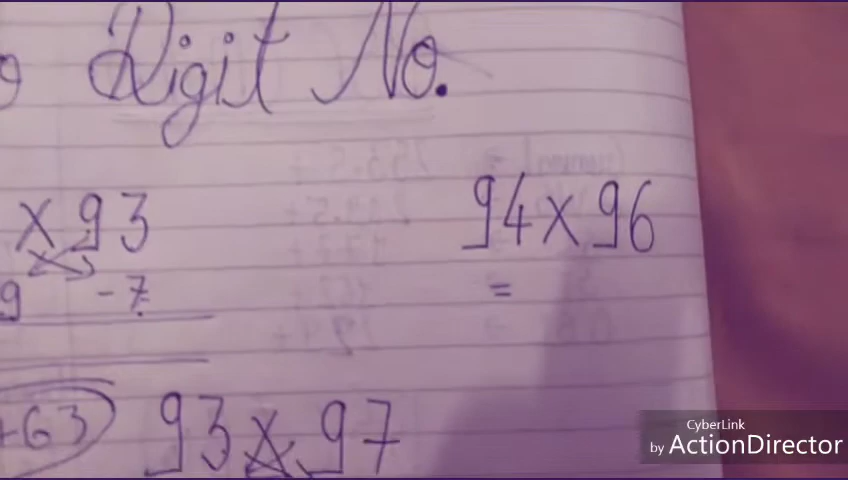 Digit No.
× 93
94 × 96
9 -7
=
+63
93 × 97
CyberLink
by ActionDirector